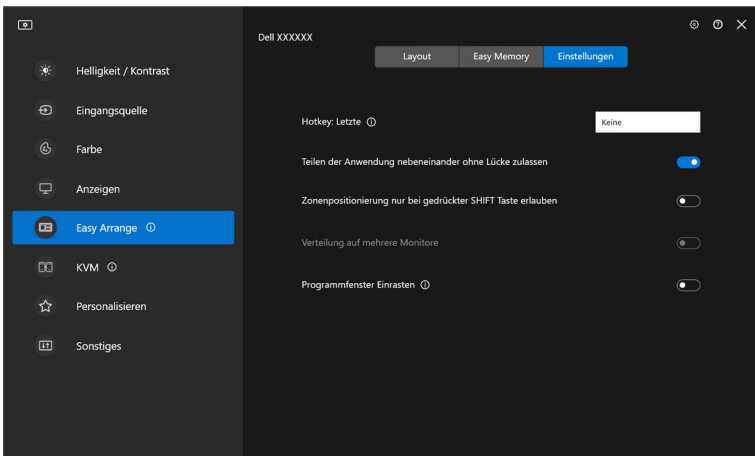 Dell XXXXXX
Layout
Easy Memory
Einstellungen
Helligkeit / Kontrast
Eingangsquelle
Farbe
Anzeigen
Easy Arrange
KVM
Personalisieren
Sonstiges
Hotkey: Letzte
Keine
Teilen der Anwendung nebeneinander ohne Lücke zulassen
Zonenpositionierung nur bei gedrückter SHIFT Taste erlauben
Verteilung auf mehrere Monitore
Programmfenster Einrasten